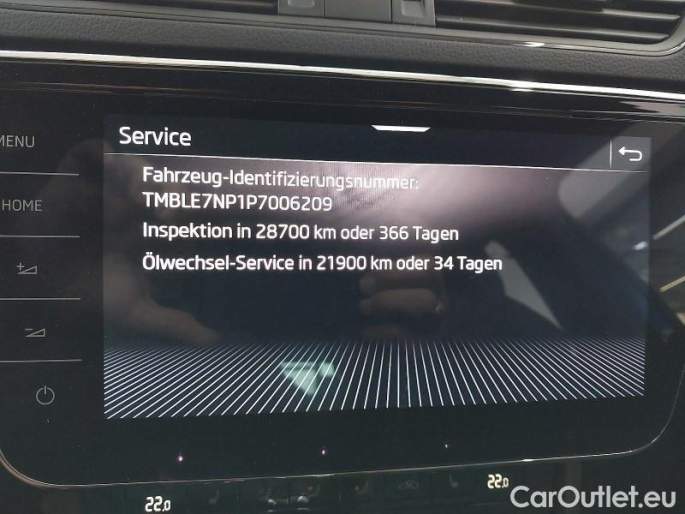 Service
MENU
Fahrzeug-Identifizierungsnummer:
TMBLE7NP1P7006209
HOME
Inspektion in 28700 km oder 366 Tagen
Ölwechsel-Service in 21900 km oder 34 Tagen
22.0
22.0
CarOutlet.eu